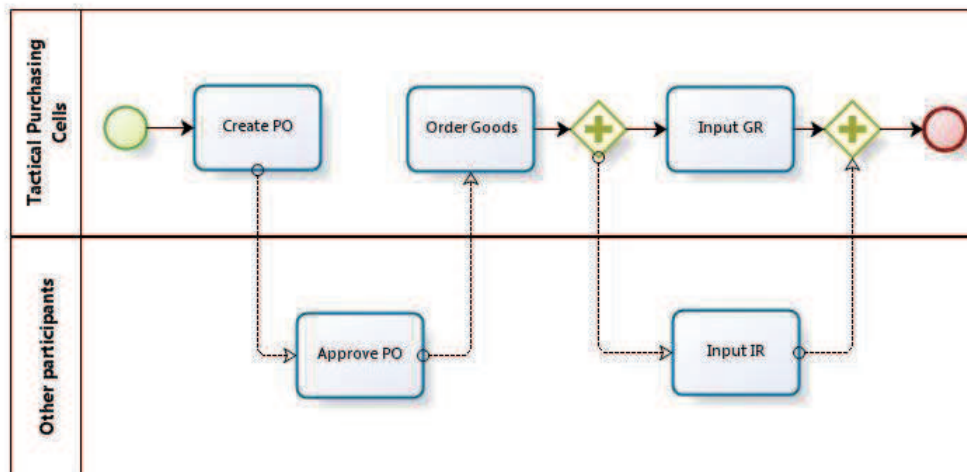 Tactical Purchasing
Cells
Create PO
Order Goods
Input GR
Other participants
Approve PO
Input IR